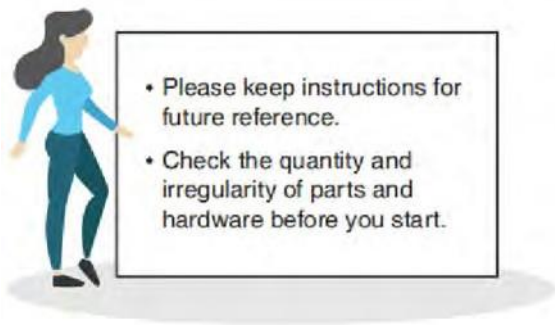 • Please keep instructions for
future reference.
• Check the quantity and
irregularity of parts and
hardware before you start.